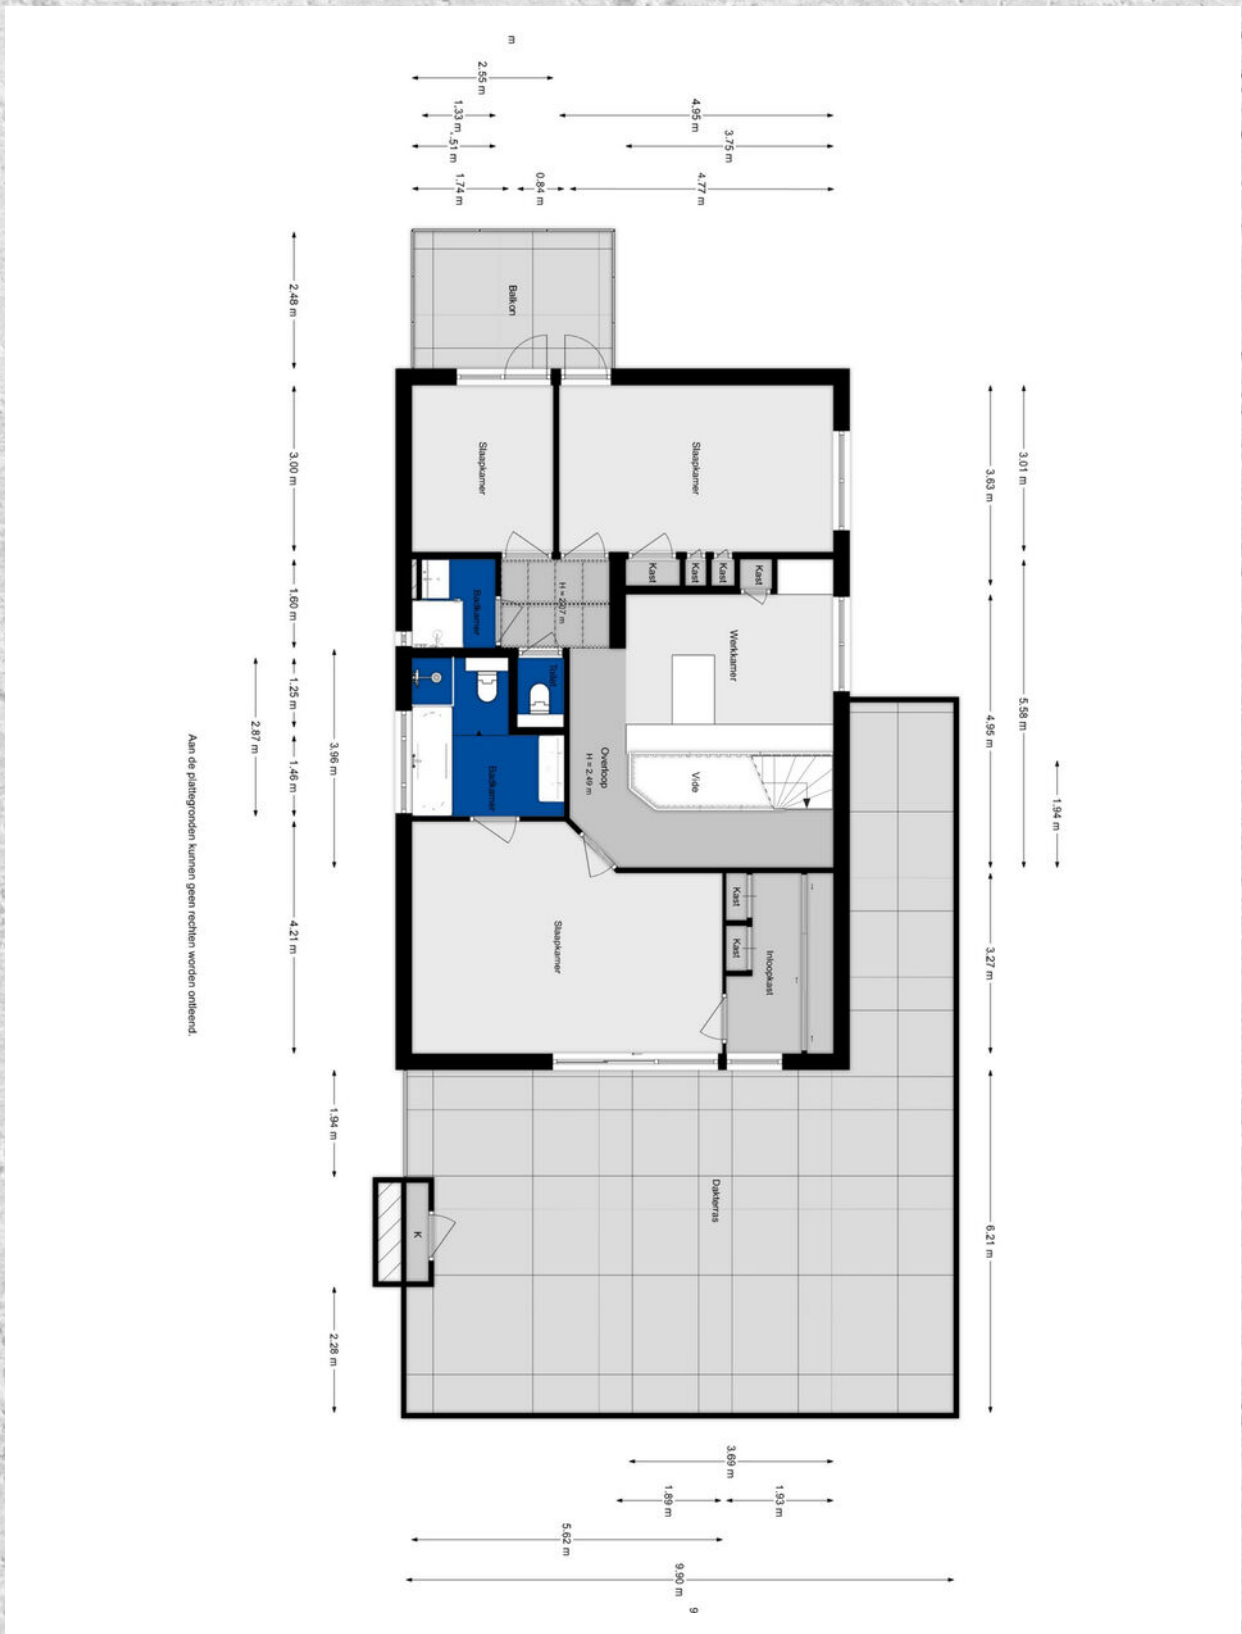 m
2.55 m
1.33 m
4.95 m
.51 m
3.75 m
1.74 m
0.84 m
4.77 m
2.48 m
Balkon
3.00 m
Slaapkamer
Slaapkamer
3.63 m
3.01 m
1.60 m
Badkamer
Kast
Kast
Kast
Kast
Werkkamer
Toilet
1.25 m
1.46 m
2.87 m
3.96 m
Badkamer
Overloop
H = 2.49 m
Vide
4.95 m
5.58 m
1.94 m
4.21 m
Slaapkamer
Kast
Kast
Inloopkast
3.27 m
Aan de plattegronden kunnen geen rechten worden ontleend.
1.94 m
K
Dakterras
6.21 m
2.28 m
3.69 m
1.89 m
1.93 m
5.62 m
9.90 m
9